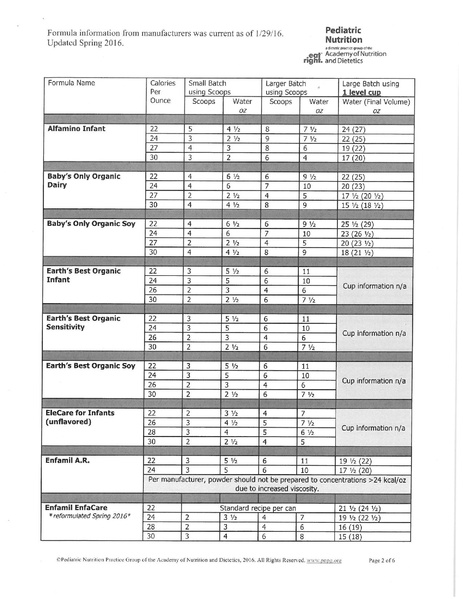 Formula information from manufacturers was current as of 1/29/16.
Updated Spring 2016.
Pediatric
Nutrition
a dietetic practice group of the
eat right. Academy of Nutrition
and Dietetics
Formula Name Calories Per Ounce Small Batch using Scoops Larger Batch using Scoops Large Batch using 1 level cup
Scoops Water oz Scoops Water oz Water (Final Volume) oz
Alfamino Infant 22 5 4 ½ 8 7 ½ 24 (27)
24 3 2 ½ 9 8 22 (25)
27 4 3 8 6 19 (22)
30 3 2 6 4 17 (20)
Baby's Only Organic Dairy 22 4 6 ½ 6 9 ½ 22 (25)
24 4 6 7 10 20 (23)
27 2 2 ½ 4 5 17 ½ (20 ½)
30 4 4 ½ 8 9 15 ½ (18 ½)
Baby's Only Organic Soy 22 4 6 ½ 6 9 ½ 25 ½ (29)
24 4 6 7 10 23 (26 ½)
27 2 2 ½ 4 5 20 (23 ½)
30 4 4 ½ 8 9 18 (21 ½)
Earth's Best Organic Infant 22 3 5 ½ 6 11
24 3 5 6 10
Cup information n/a
26 2 3 4 6
30 2 2 ½ 6 7 ½
Earth's Best Organic Sensitivity 22 3 5 ½ 6 11
24 3 5 6 10
Cup information n/a
26 2 3 4 6
30 2 2 ½ 6 7 ½
Earth's Best Organic Soy 22 3 5 ½ 6 11
24 3 5 6 10
Cup information n/a
26 2 3 4 6
30 2 2 ½ 6 7 ½
EleCare for Infants (unflavored) 22 2 3 ½ 4 7
26 3 4 ½ 5 7 ½
Cup information n/a
28 3 4 5 6 ½
30 2 2 ½ 4 5
Enfamil A.R. 22 3 5 ½ 6 11 19 ½ (22)
24 3 5 6 10 17 ½ (20)
Per manufacturer, powder should not be prepared to concentrations >24 kcal/oz
due to increased viscosity.
Enfamil EnfaCare 22 Standard recipe per can 21 ½ (24 ½)
*reformulated Spring 2016* 24 2 3 ½ 4 7 19 ½ (22 ½)
28 2 3 4 6 16 (19)
30 3 4 6 8 15 (18)
©Pediatric Nutrition Practice Group of the Academy of Nutrition and Dietetics, 2016. All Rights Reserved. www.pnpg.org Page 2 of 6